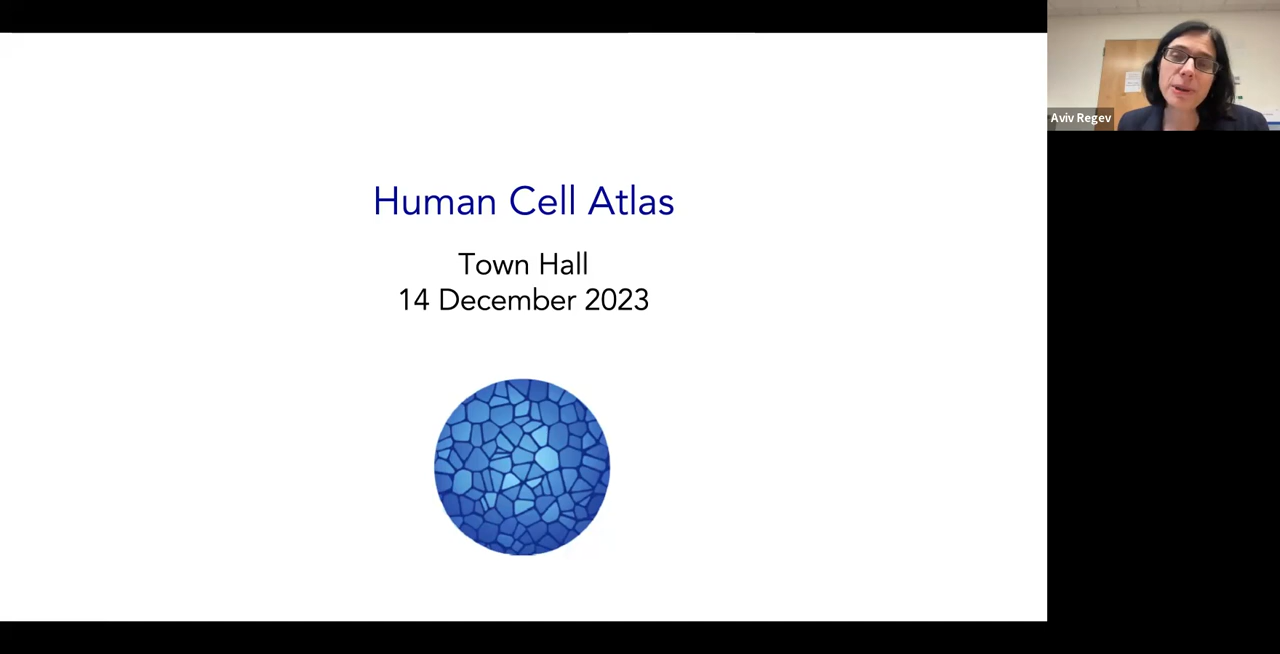 Human Cell Atlas
Town Hall
14 December 2023
Aviv Regev